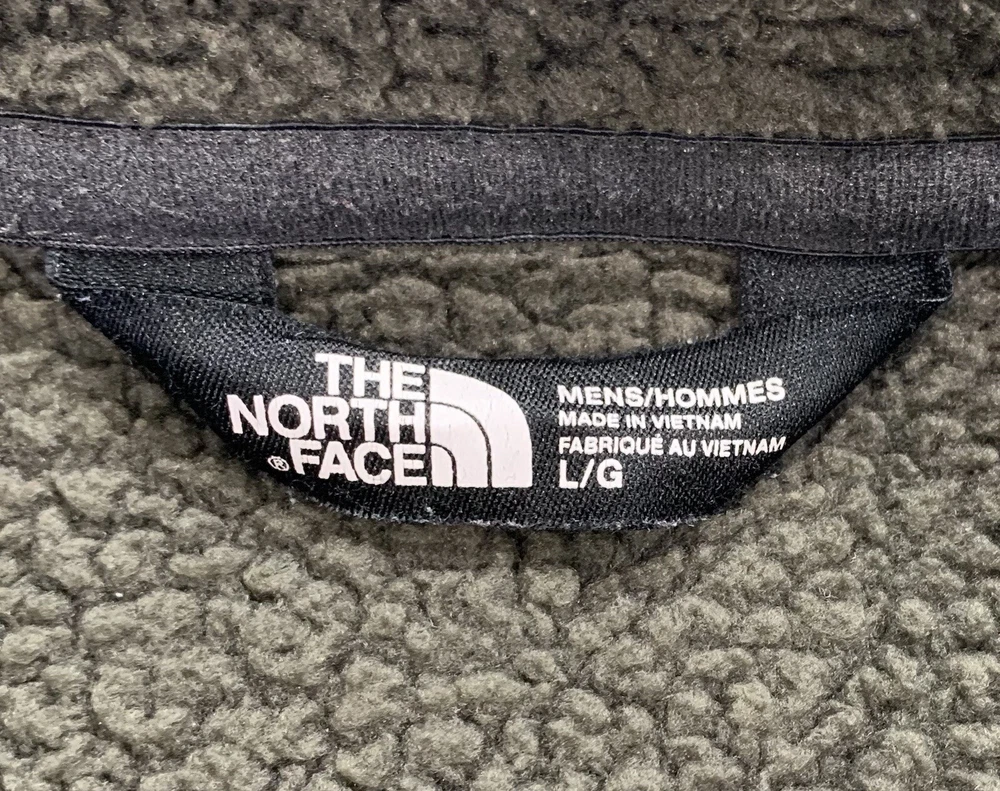 THE
NORTH
®FACE
MENS/HOMMES
MADE IN VIETNAM
FABRIQUÉ AU VIETNAM
L/G